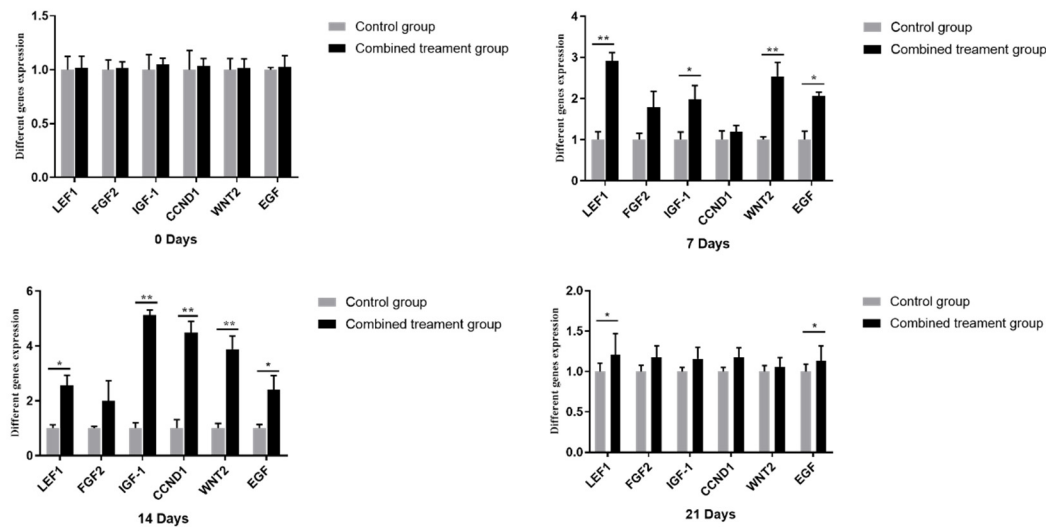 Different genes expression
1.5
1.0
0.5
0.0
LEF1
FGF2
IGF-1
CCND1
WNT2
EGF
0 Days
Control group
Combined treament group
Different genes expression
4
3
2
1
0
**
*
**
*
LEF1
FGF2
IGF-1
CCND1
WNT2
EGF
7 Days
Control group
Combined treament group
Different genes expression
6
4
2
0
*
**
**
**
*
LEF1
FGF2
IGF-1
CCND1
WNT2
EGF
14 Days
Control group
Combined treament group
Different genes expression
2.0
1.5
1.0
0.5
0.0
*
*
LEF1
FGF2
IGF-1
CCND1
WNT2
EGF
21 Days
Control group
Combined treament group